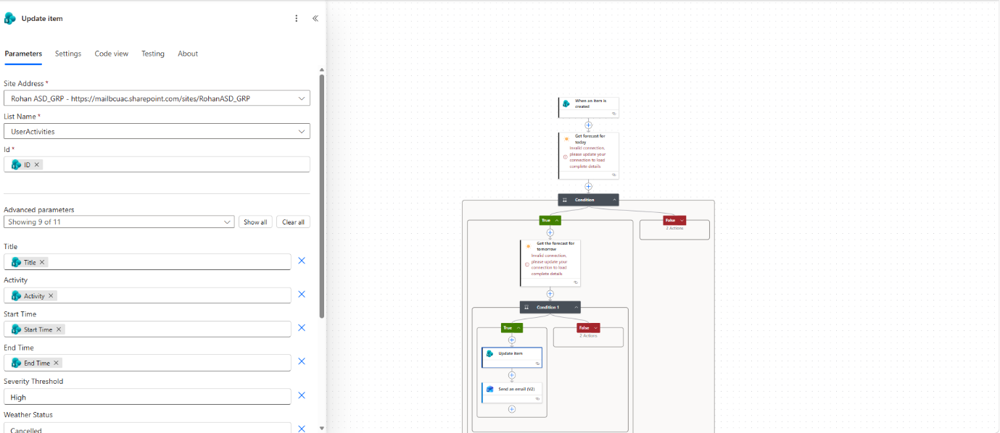 Update item
Parameters Settings Code view Testing About
Site Address *
Rohan ASD_GRP - https://mailbcuac.sharepoint.com/sites/RohanASD_GRP
List Name *
UserActivities
Id *
ID
Advanced parameters
Showing 9 of 11
Show all
Clear all
Title
Title
Activity
Activity
Start Time
Start Time
End Time
End Time
Severity Threshold
High
Weather Status
Cancelled
When an item is
created
Get forecast for
today
Invalid connection,
please update your
connection to load
complete details
Condition
True
False
2 Actions
Get the forecast for
tomorrow
Invalid connection,
please update your
connection to load
complete details
Condition 1
True
False
2 Actions
Update item
Send an email (V2)